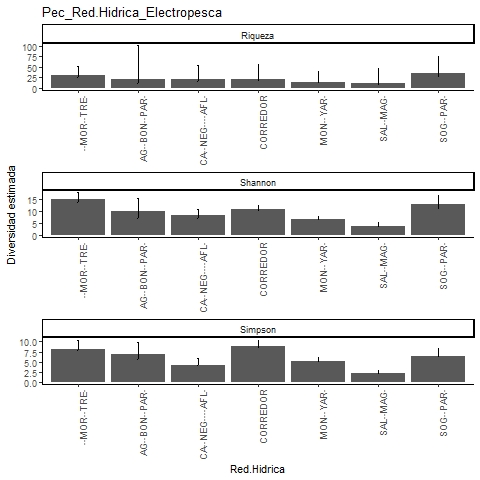 Pec_Red.Hidrica_Electropesca
Riqueza
100
75
50
25
0
--MOR--TRE-
AG--BON--PAR-
CA--NEG----AFL-
CORREDOR
MON--YAR-
SAL--MAG-
SOG--PAR-
Diversidad estimada
Shannon
15
10
5
0
--MOR--TRE-
AG--BON--PAR-
CA--NEG----AFL-
CORREDOR
MON--YAR-
SAL--MAG-
SOG--PAR-
Simpson
10.0
7.5
5.0
2.5
0.0
--MOR--TRE-
AG--BON--PAR-
CA--NEG----AFL-
CORREDOR
MON--YAR-
SAL--MAG-
SOG--PAR-
Red.Hidrica